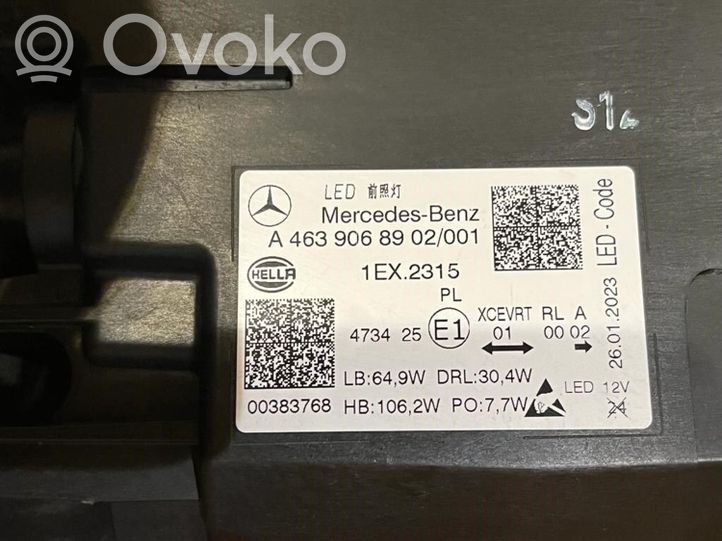 Ovoko
S1a
LED 前照灯
Mercedes-Benz
A 463 906 89 02/001
HELLA
1EX.2315
PL
XCEVRT RL A
4734 25 E1 01 00 02
LB:64,9W DRL:30,4W
LED 12V
00383768 HB:106,2W PO:7,7W
24
26.01.2023 LED-Code